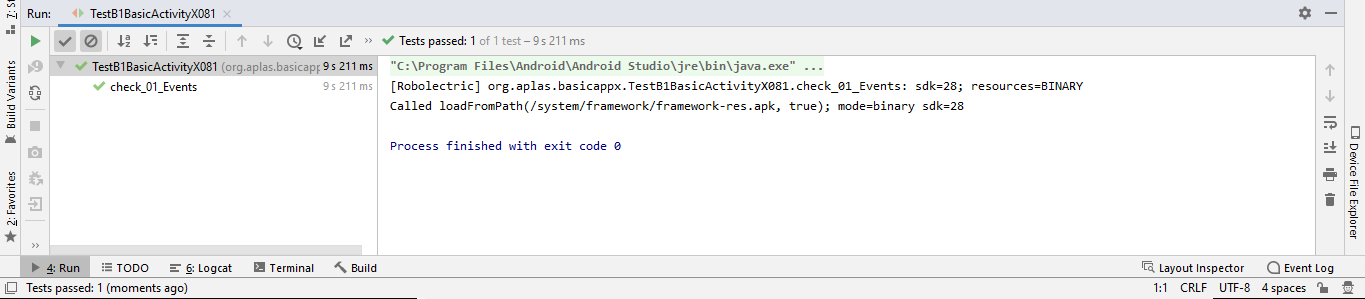 Run: TestB1BasicActivityX081
Tests passed: 1 of 1 test – 9 s 211 ms
TestB1BasicActivityX081 (org.aplas.basicapp 9 s 211 ms
check_01_Events 9 s 211 ms
"C:\Program Files\Android\Android Studio\jre\bin\java.exe" ...
[Robolectric] org.aplas.basicappx.TestB1BasicActivityX081.check_01_Events: sdk=28; resources=BINARY
Called loadFromPath(/system/framework/framework-res.apk, true); mode=binary sdk=28
Process finished with exit code 0
Build Variants
2: Favorites
Device File Explorer
4: Run TODO 6: Logcat Terminal Build Layout Inspector Event Log
Tests passed: 1 (moments ago) 1:1 CRLF UTF-8 4 spaces